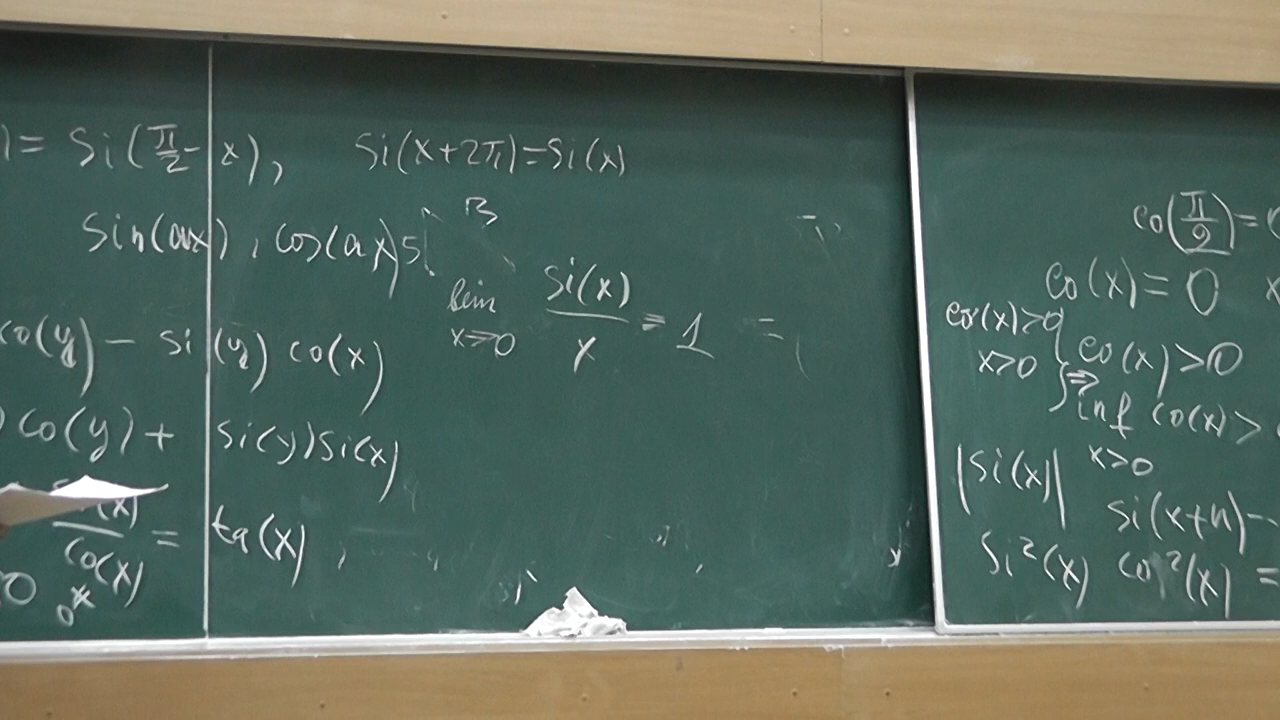 ) = Si(π/2 - x), Si(x+2π)=Si(x)
Sin(ax), Cos(ax)
lim x→0 Si(x)/x = 1 =
co(y) - si(y) co(x)
) co(y) + si(y)si(x)
(x)/co(x) = ta(x),
co(π/2) =
co(x) = 0 x
co(x)>0
x>0
co(x)>0
⇒
inf co(x)>
x>0
|si(x)|
si(x+h)-
Si²(x) co²(x) =